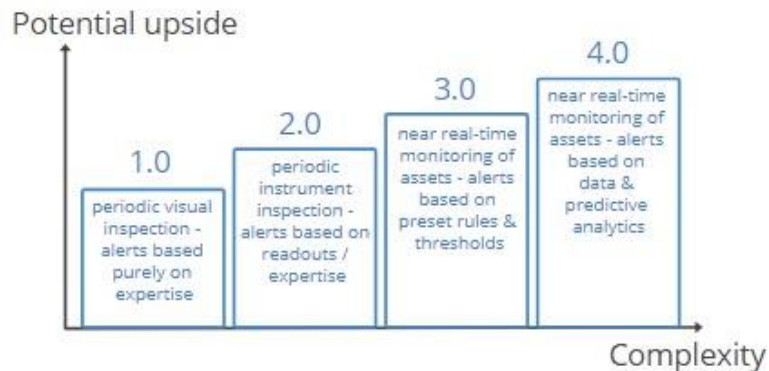 Potential upside
1.0
periodic visual
inspection -
alerts based
purely on
expertise
2.0
periodic
instrument
inspection -
alerts based on
readouts /
expertise
3.0
near real-time
monitoring of
assets - alerts
based on
preset rules &
thresholds
4.0
near real-time
monitoring of
assets - alerts
based on
data &
predictive
analytics
Complexity